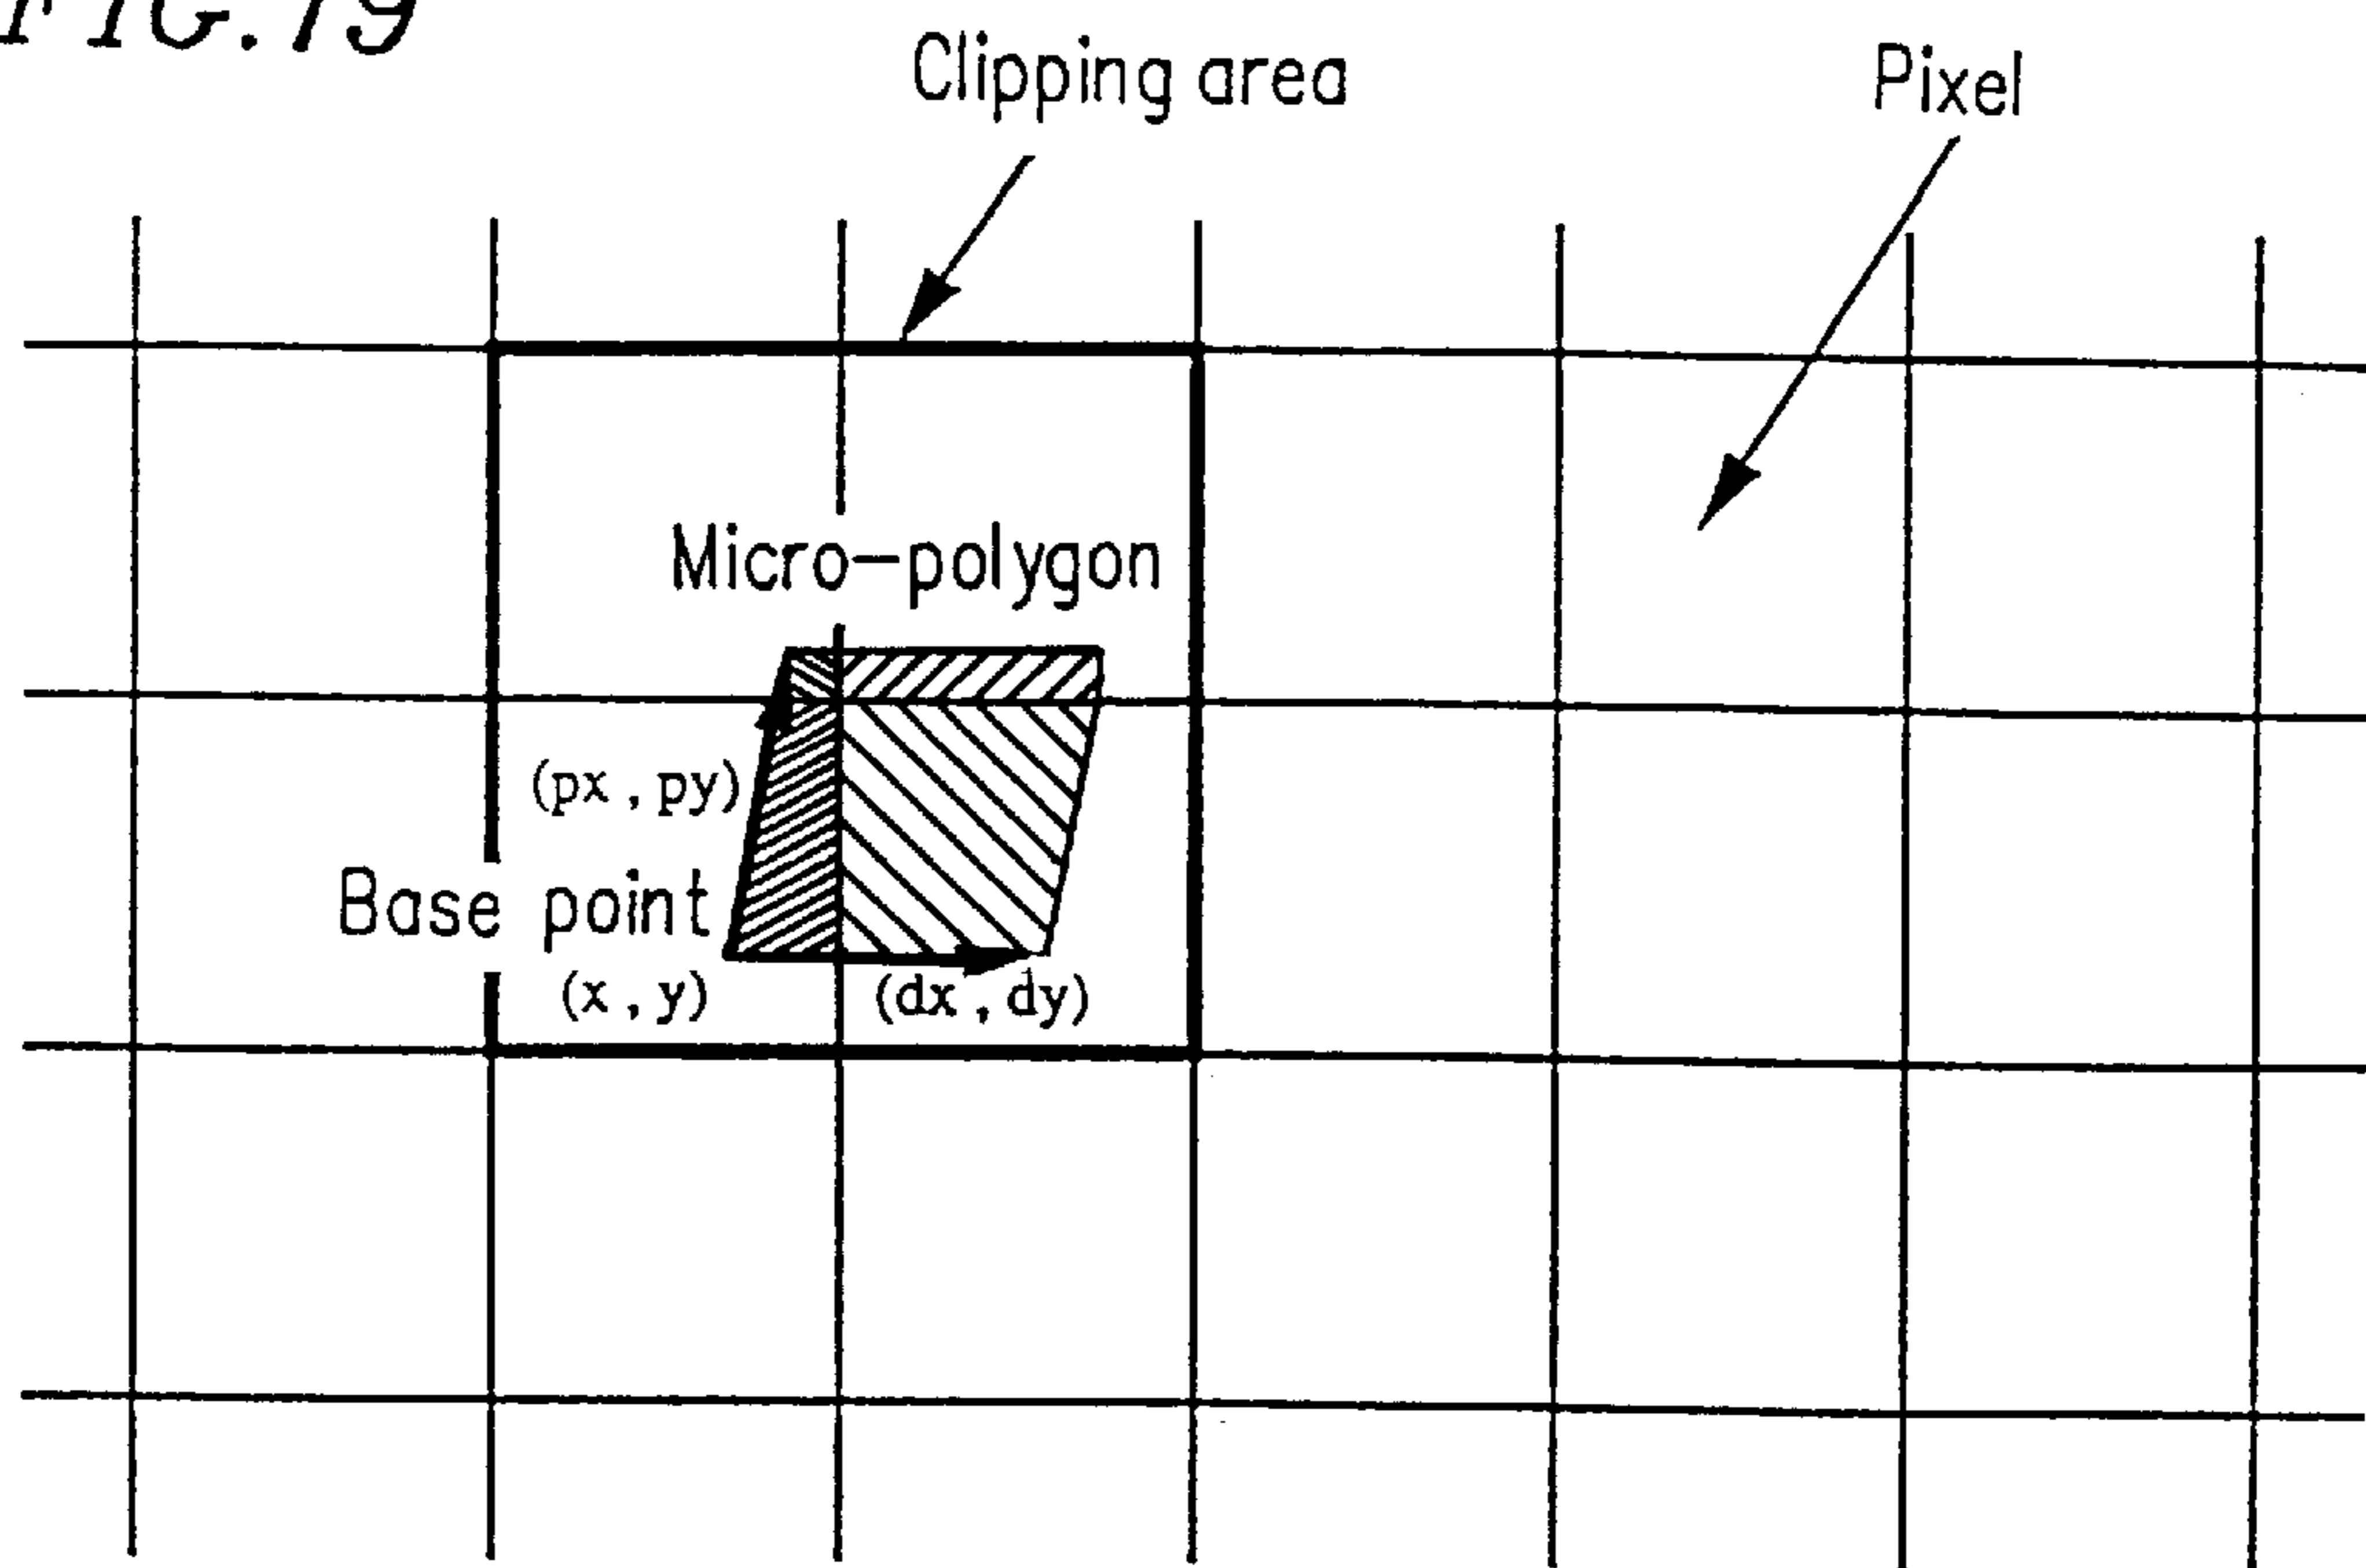 FIG. 19
Clipping area
Pixel
Micro-polygon
(px , py)
Base point
(x , y)
(dx , dy)